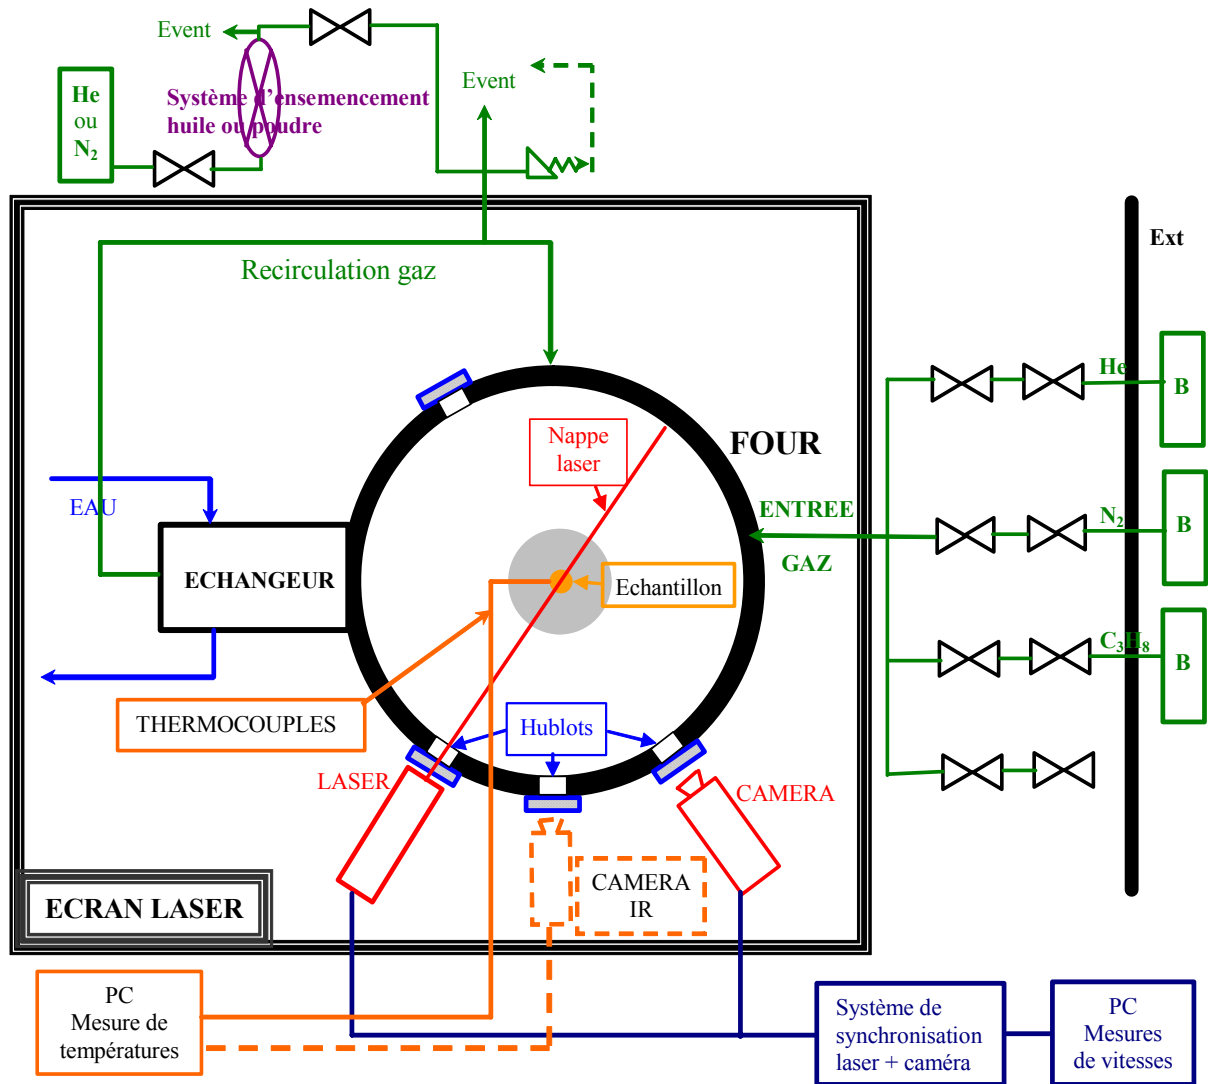 Event
He
ou
N₂
Système d'ensemencement
huile ou poudre
Event
Ext
Recirculation gaz
He
B
Nappe
laser
FOUR
EAU
ENTREE
GAZ
N₂
B
ECHANGEUR
Echantillon
C₃H₈
B
THERMOCOUPLES
Hublots
LASER
CAMERA
CAMERA
IR
ECRAN LASER
PC
Mesure de
températures
Système de
synchronisation
laser + caméra
PC
Mesures
de vitesses